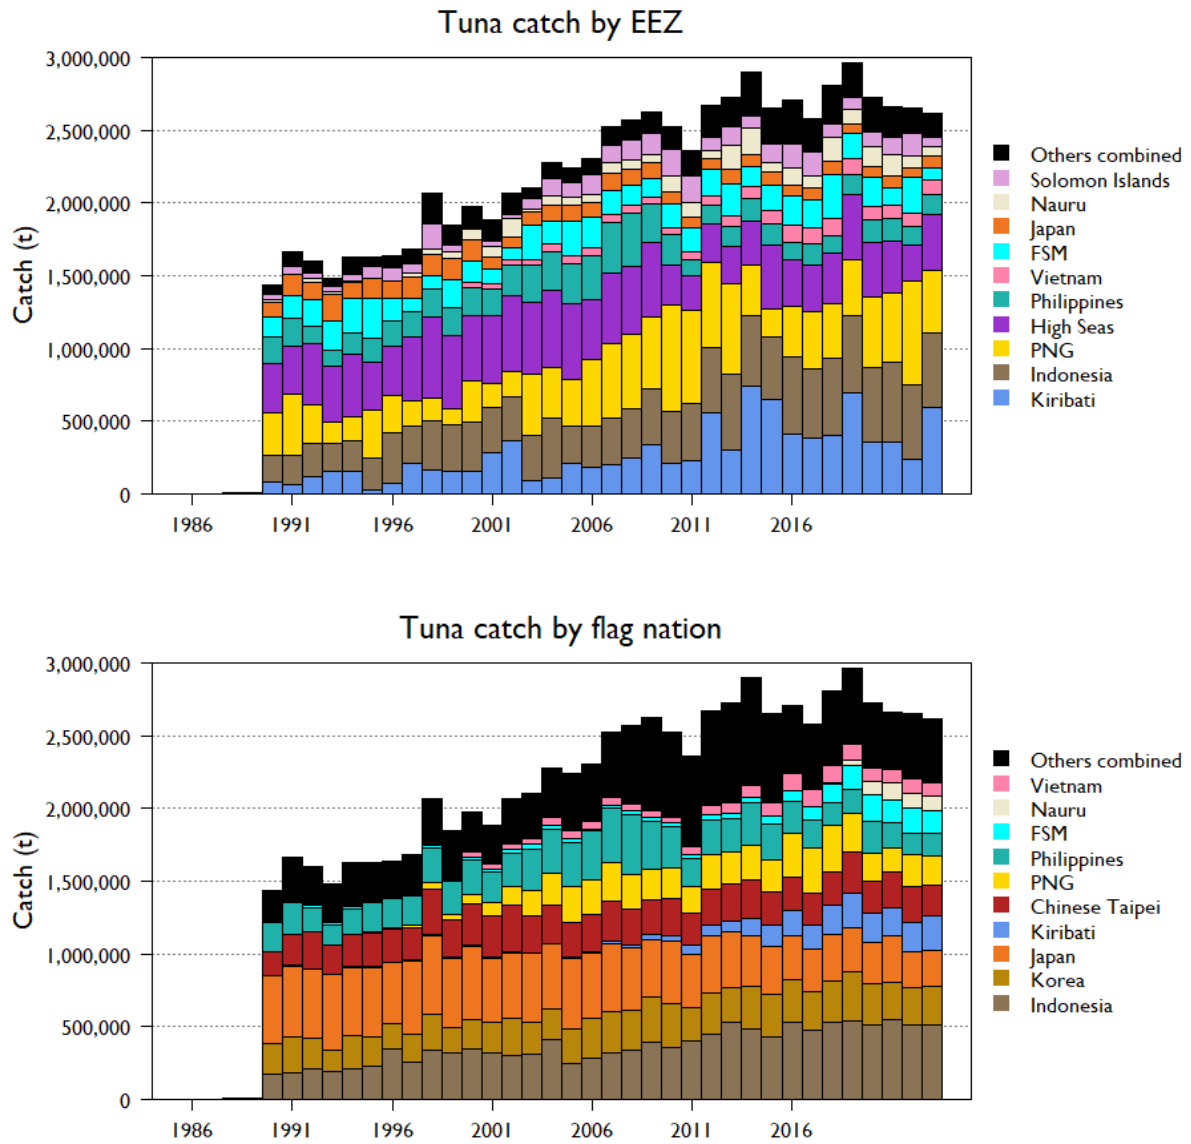 Tuna catch by EEZ
3,000,000
2,500,000
2,000,000
1,500,000
1,000,000
500,000
0
Catch (t)
1986 1991 1996 2001 2006 2011 2016
Others combined
Solomon Islands
Nauru
Japan
FSM
Vietnam
Philippines
High Seas
PNG
Indonesia
Kiribati
Tuna catch by flag nation
3,000,000
2,500,000
2,000,000
1,500,000
1,000,000
500,000
0
Catch (t)
1986 1991 1996 2001 2006 2011 2016
Others combined
Vietnam
Nauru
FSM
Philippines
PNG
Chinese Taipei
Kiribati
Japan
Korea
Indonesia